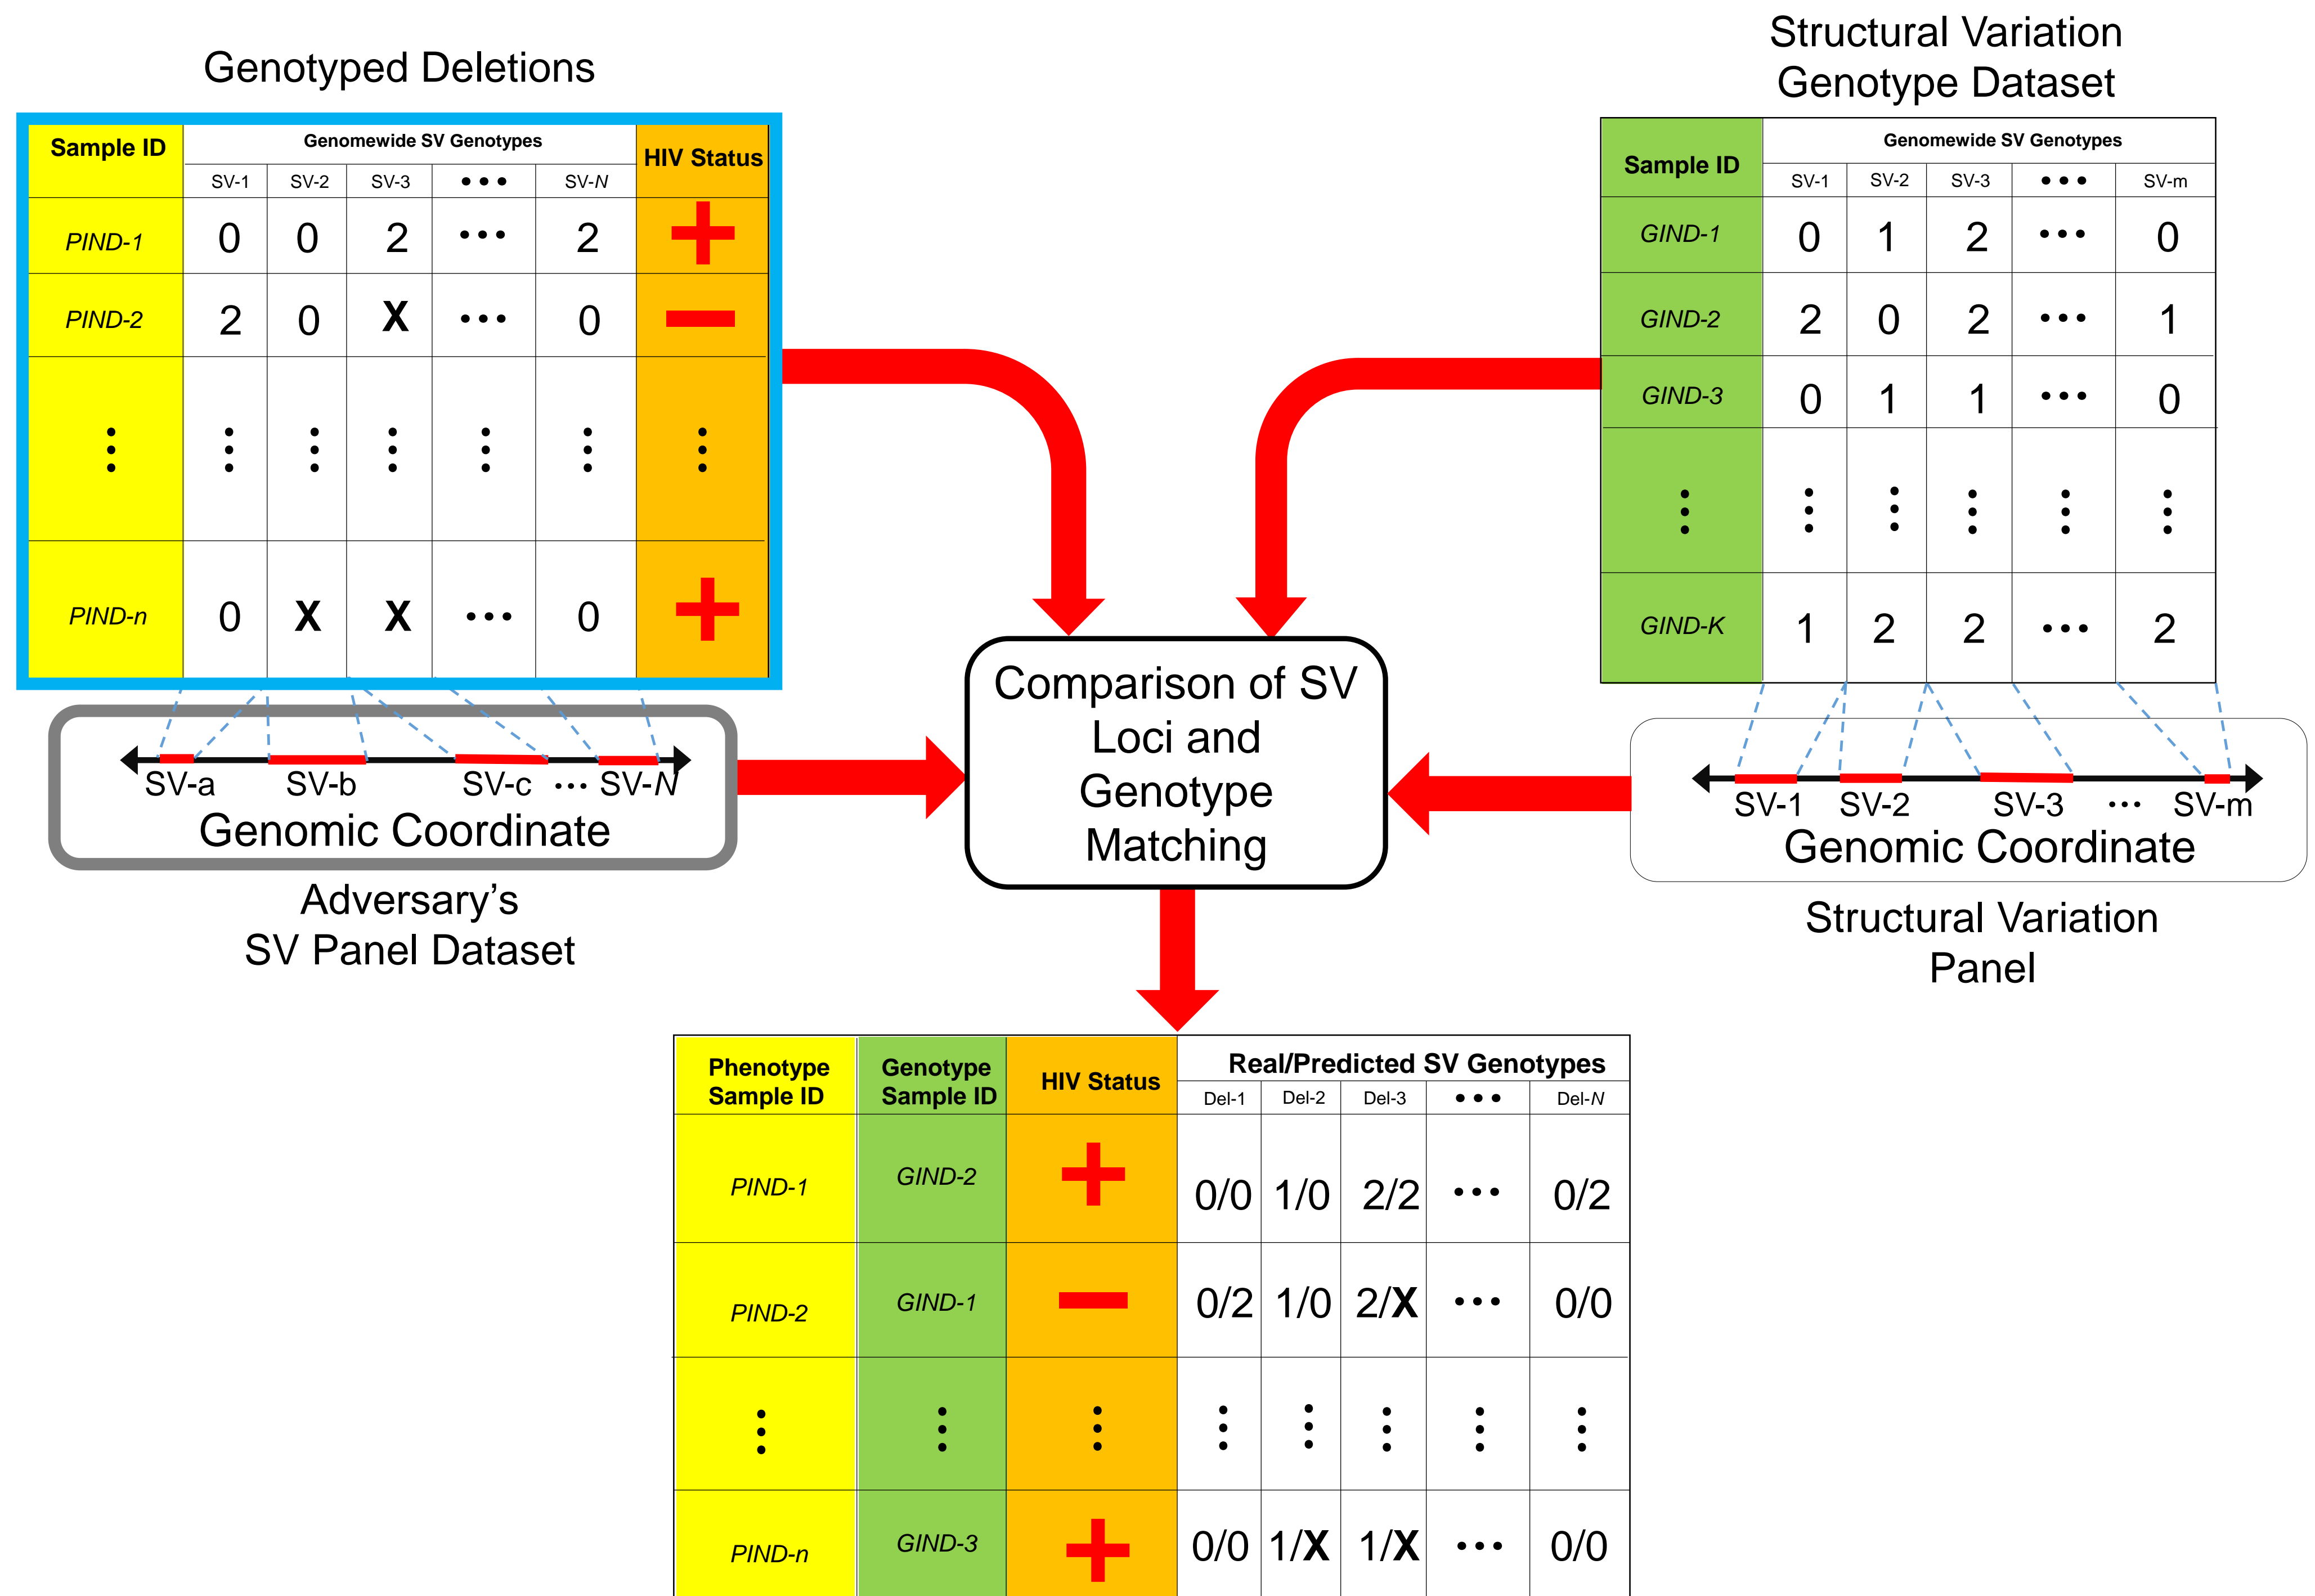 Genotyped Deletions
Sample ID Genomewide SV Genotypes HIV Status
SV-1 SV-2 SV-3 ••• SV-N
PIND-1 0 0 2 ••• 2 +
PIND-2 2 0 X ••• 0 −
⋮ ⋮ ⋮ ⋮ ⋮ ⋮ ⋮
PIND-n 0 X X ••• 0 +
SV-a SV-b SV-c ••• SV-N
Genomic Coordinate
Adversary’s
SV Panel Dataset
Structural Variation
Genotype Dataset
Sample ID Genomewide SV Genotypes
SV-1 SV-2 SV-3 ••• SV-m
GIND-1 0 1 2 ••• 0
GIND-2 2 0 2 ••• 1
GIND-3 0 1 1 ••• 0
⋮ ⋮ ⋮ ⋮ ⋮ ⋮
GIND-K 1 2 2 ••• 2
SV-1 SV-2 SV-3 ••• SV-m
Genomic Coordinate
Structural Variation
Panel
Comparison of SV
Loci and
Genotype
Matching
Phenotype Genotype HIV Status Real/Predicted SV Genotypes
Sample ID Sample ID
Del-1 Del-2 Del-3 ••• Del-N
PIND-1 GIND-2 + 0/0 1/0 2/2 ••• 0/2
PIND-2 GIND-1 − 0/2 1/0 2/X ••• 0/0
⋮ ⋮ ⋮ ⋮ ⋮ ⋮ ⋮ ⋮
PIND-n GIND-3 + 0/0 1/X 1/X ••• 0/0